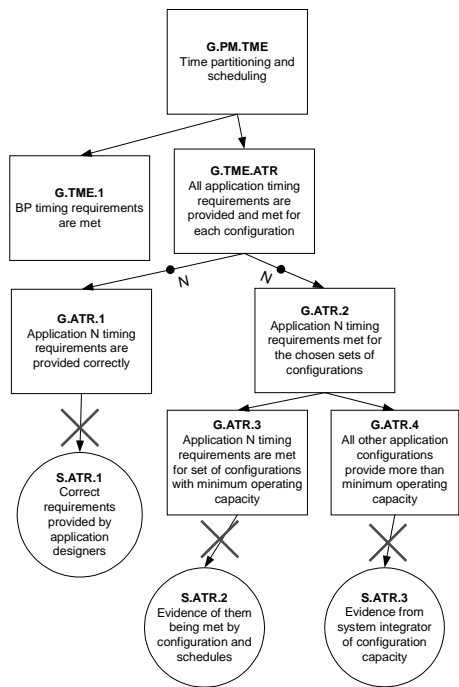 G.PM.TME
Time partitioning and
scheduling
G.TME.1
BP timing requirements
are met
G.TME.ATR
All application timing
requirements are
provided and met for
each configuration
N
N
G.ATR.1
Application N timing
requirements are
provided correctly
G.ATR.2
Application N timing
requirements met for
the chosen sets of
configurations
G.ATR.3
Application N timing
requirements are met
for set of configurations
with minimum operating
capacity
G.ATR.4
All other application
configurations
provide more than
minimum operating
capacity
S.ATR.1
Correct
requirements
provided by
application
designers
S.ATR.2
Evidence of them
being met by
configuration and
schedules
S.ATR.3
Evidence from
system integrator
of configuration
capacity